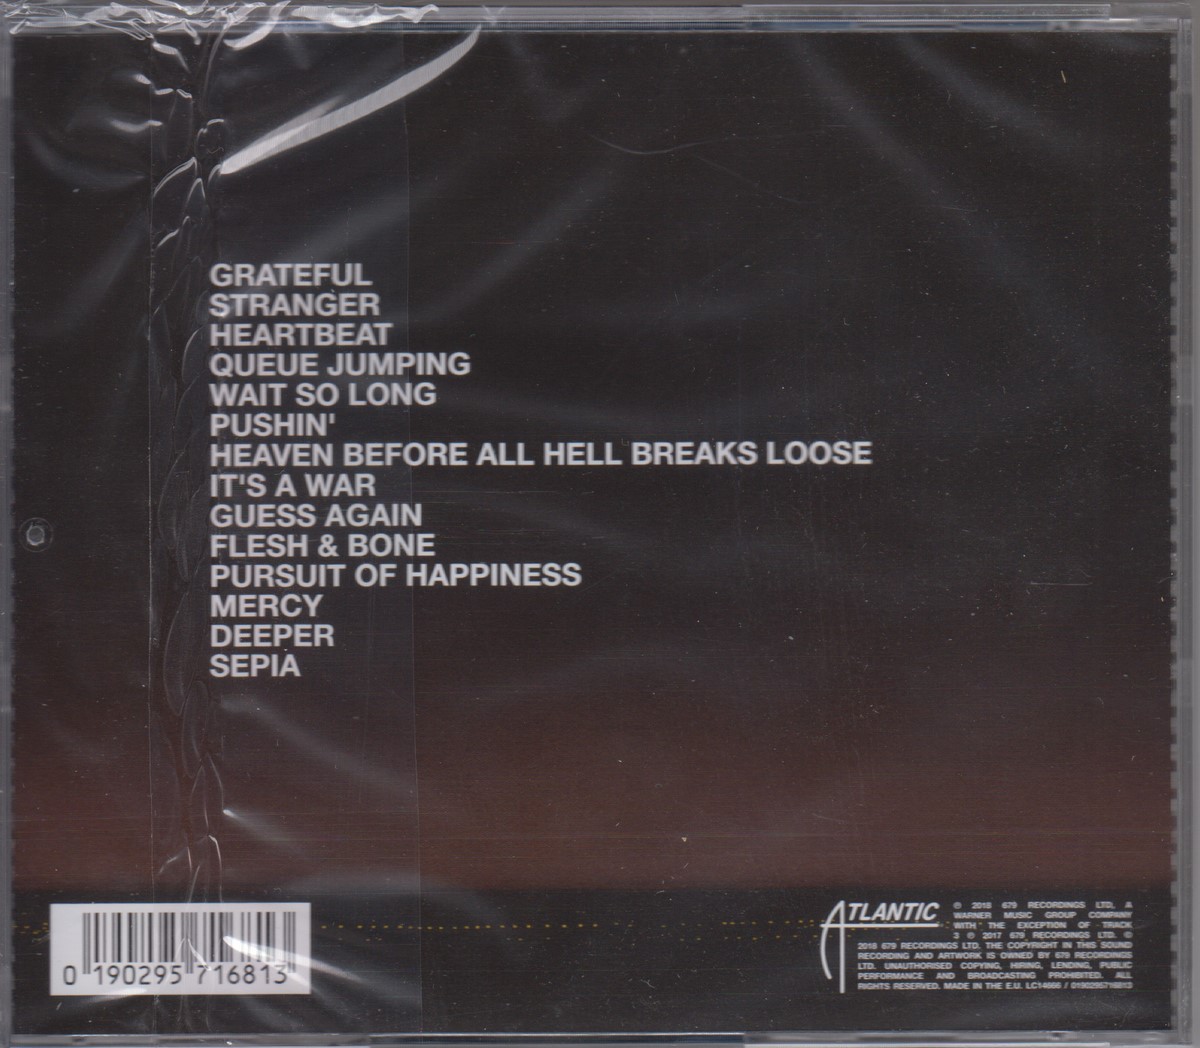 GRATEFUL
STRANGER
HEARTBEAT
QUEUE JUMPING
WAIT SO LONG
PUSHIN'
HEAVEN BEFORE ALL HELL BREAKS LOOSE
IT'S A WAR
GUESS AGAIN
FLESH & BONE
PURSUIT OF HAPPINESS
MERCY
DEEPER
SEPIA
0 190295 716813
ATLANTIC
℗ 2018 679 RECORDINGS LTD, A
WARNER MUSIC GROUP COMPANY
WITH THE EXCEPTION OF TRACK
3 ℗ 2017 679 RECORDINGS LTD. ©
2018 679 RECORDINGS LTD. THE COPYRIGHT IN THIS SOUND
RECORDING AND ARTWORK IS OWNED BY 679 RECORDINGS
LTD. UNAUTHORISED COPYING, HIRING, LENDING, PUBLIC
PERFORMANCE AND BROADCASTING PROHIBITED. ALL
RIGHTS RESERVED. MADE IN THE E.U. LC14666 / 0190295716813